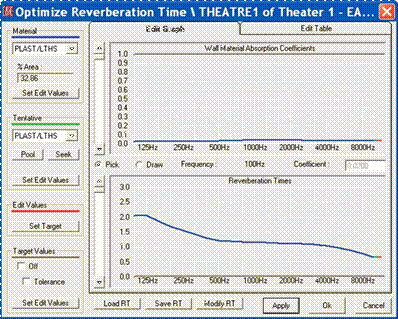 Optimize Reverberation Time \ THEATRE1 of Theater 1 - EA...
Material
PLAST/LTHS
% Area
32.86
Set Edit Values
Tentative
PLAST/LTHS
Pool Seek
Set Edit Values
Edit Values
Set Target
Target Values
Off
Tolerance
Set Edit Values
Edit Graph Edit Table
Wall Material Absorption Coefficients
1.0
0.9
0.8
0.7
0.6
0.5
0.4
0.3
0.2
0.1
0.0
125Hz 250Hz 500Hz 1000Hz 2000Hz 4000Hz 8000Hz
Pick Draw Frequency : 100Hz Coefficient :
Reverberation Times
3.0
2.5
2.0
1.5
1.0
0.5
0.0
125Hz 250Hz 500Hz 1000Hz 2000Hz 4000Hz 8000Hz
Load RT Save RT Modify RT Apply Ok Cancel